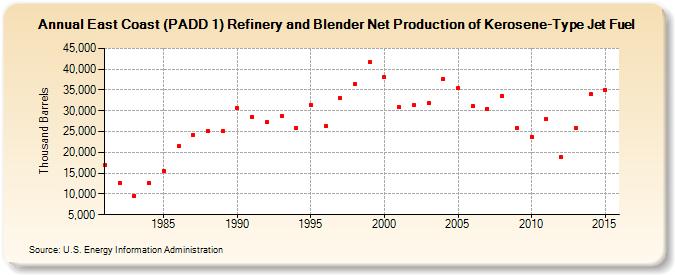 Annual East Coast (PADD 1) Refinery and Blender Net Production of Kerosene-Type Jet Fuel
Thousand Barrels
45,000
40,000
35,000
30,000
25,000
20,000
15,000
10,000
5,000
1985 1990 1995 2000 2005 2010 2015
Source: U.S. Energy Information Administration